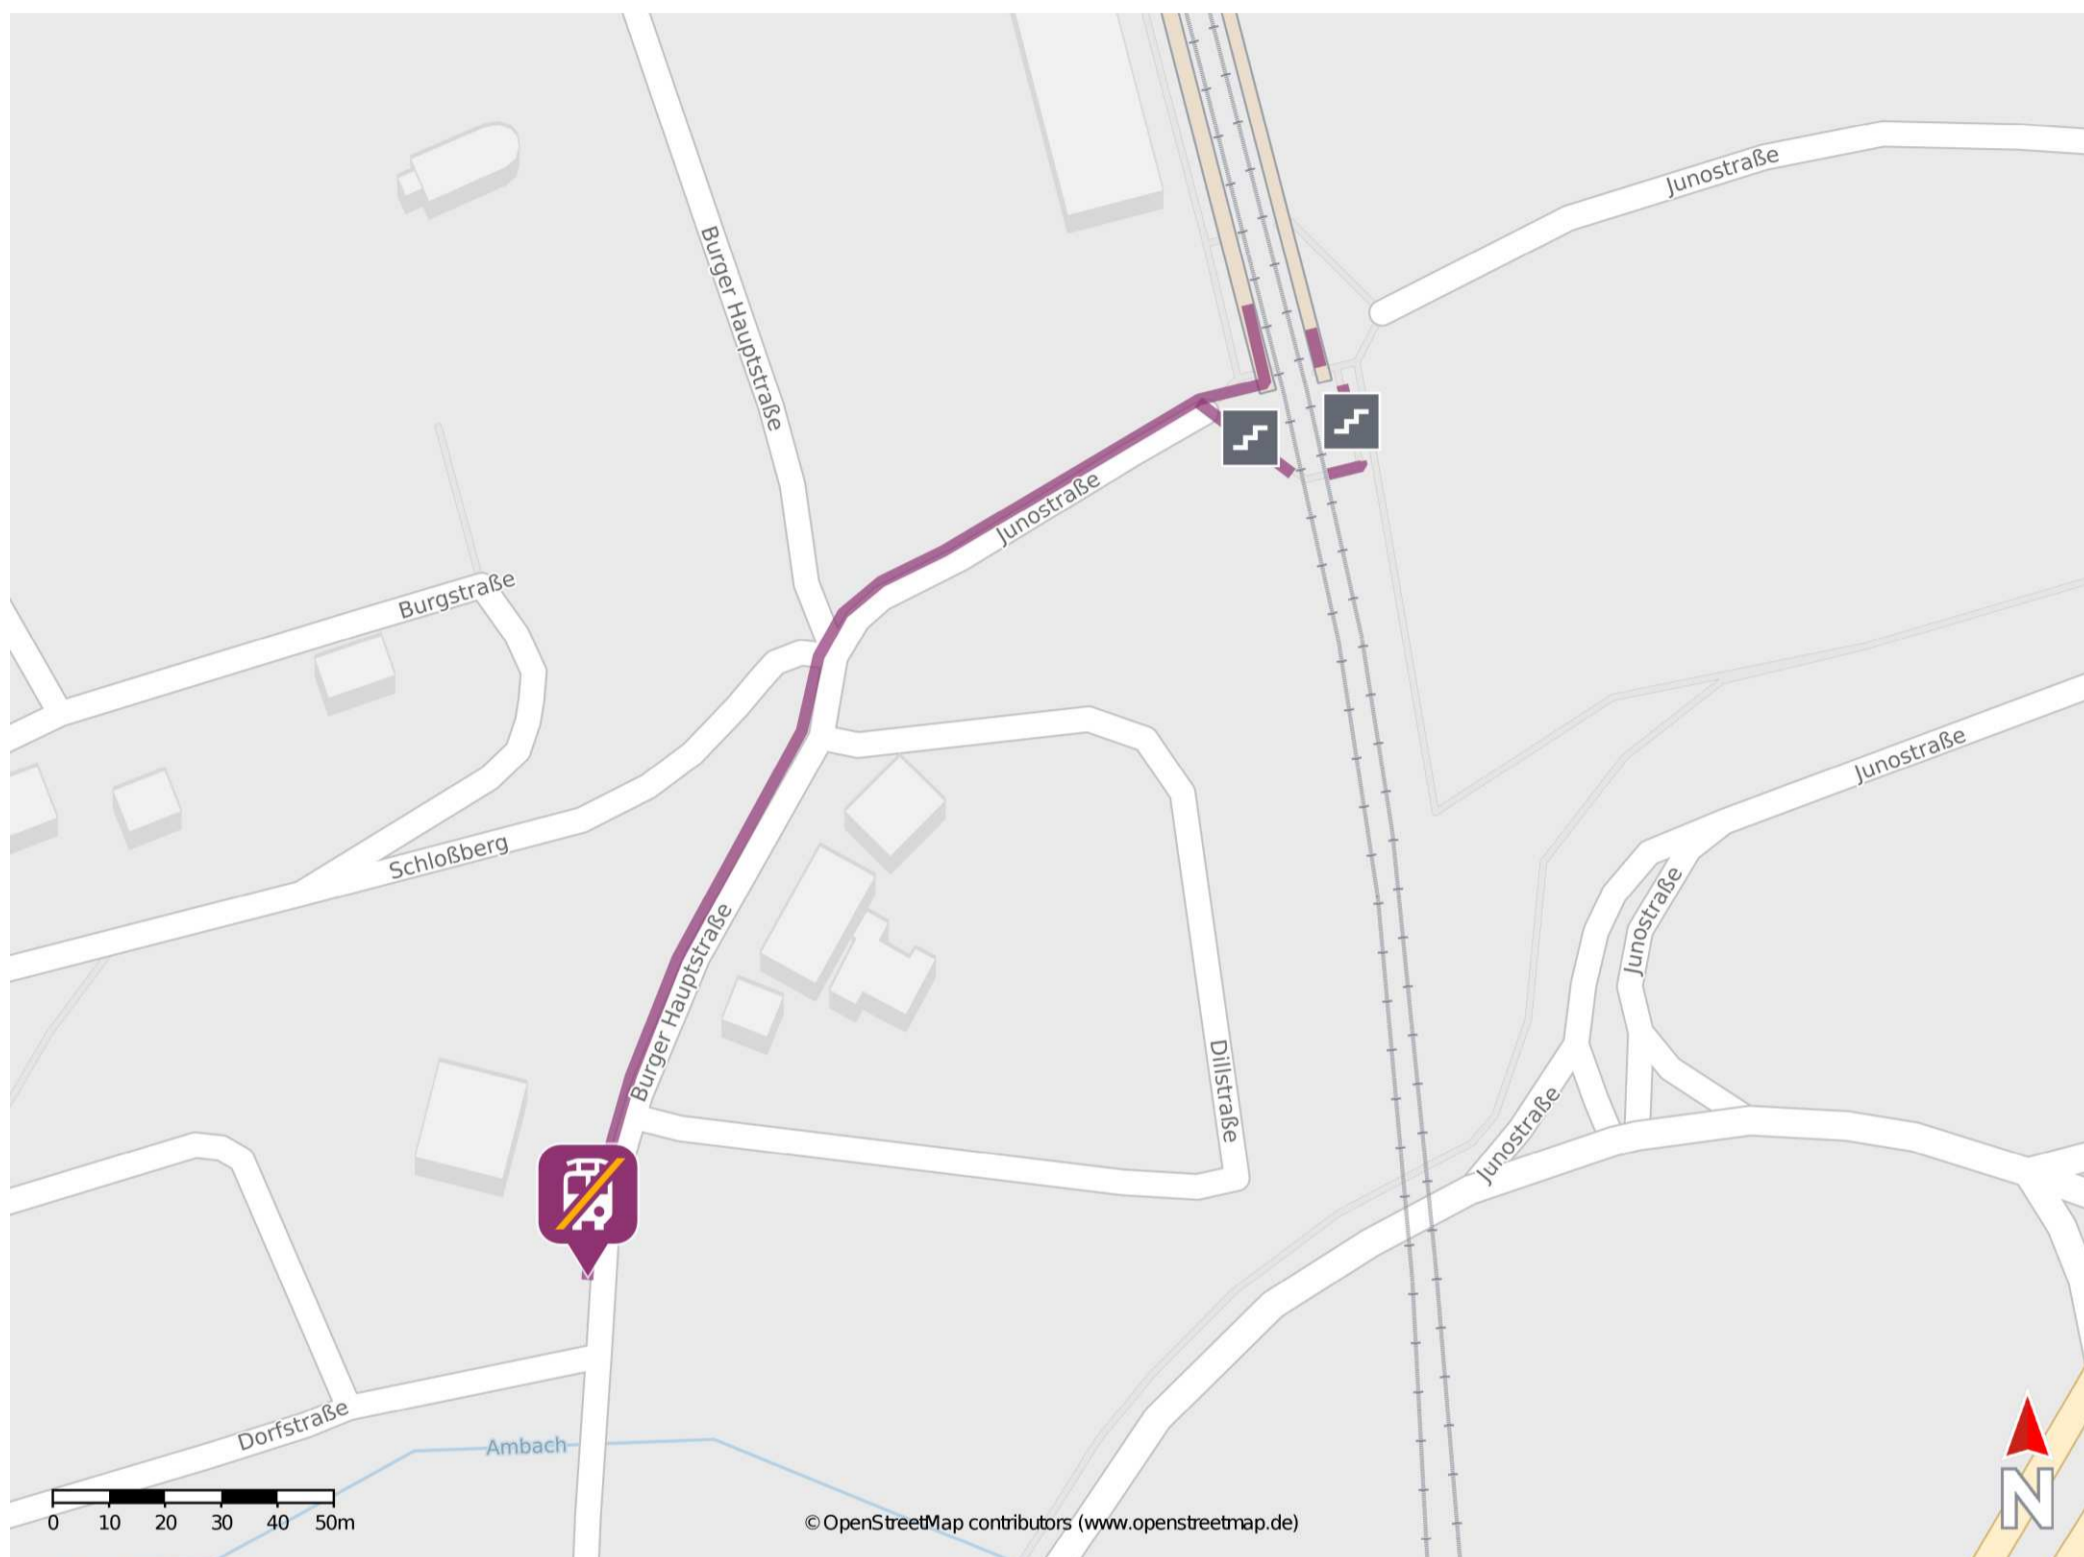 Junostraße
Burger Hauptstraße
Junostraße
Burgstraße
Junostraße
Schloßberg
Junostraße
Burger Hauptstraße
Dillstraße
Junostraße
Dorfstraße
Ambach
0 10 20 30 40 50m
© OpenStreetMap contributors (www.openstreetmap.de)
N